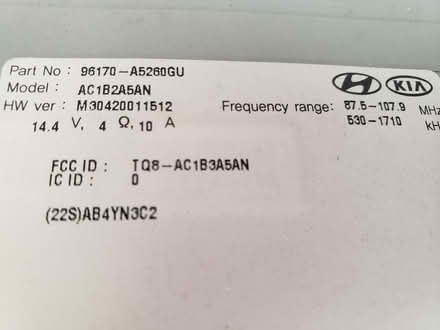 Part No : 96170-A5260GU
Model : AC1B2A5AN
HW ver : M30420011512
14.4 V, 4 Ω, 10 A
KIA
Frequency range: 87.5-107.9 MHz
530-1710
FCC ID : TQ8-AC1B3A5AN
IC ID : 0
(22S)AB4YN3C2